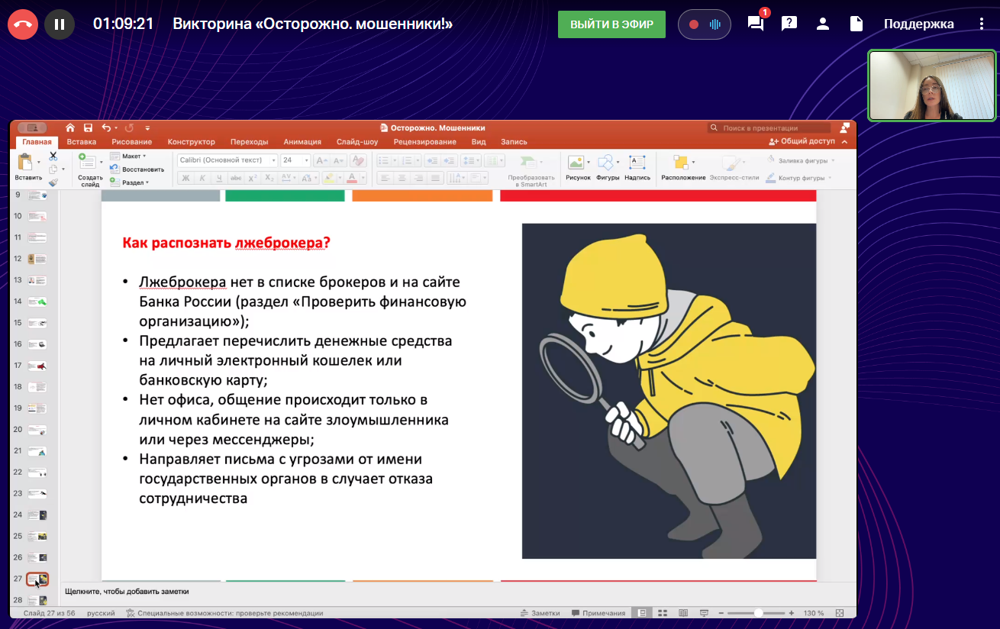 01:09:21
Викторина «Осторожно. мошенники!»
ВЫЙТИ В ЭФИР
1
Поддержка
Осторожно. Мошенники
Поиск в презентации
Главная
Вставка
Рисование
Конструктор
Переходы
Анимация
Слайд-шоу
Рецензирование
Вид
Запись
Общий доступ
Вставить
Создать
слайд
Макет
Восстановить
Раздел
Calibri (Основной текст)
24
Ж К Ч abc X² X₂ AV Aa A
Преобразовать
в SmartArt
Рисунок
Фигуры
Надпись
Расположение
Экспресс-стили
Заливка фигуры
Контур фигуры
9
10
11
12
13
14
15
16
17
18
19
20
21
22
23
24
25
26
27
28
Как распознать лжеброкера?
• Лжеброкера нет в списке брокеров и на сайте
Банка России (раздел «Проверить финансовую
организацию»);
• Предлагает перечислить денежные средства
на личный электронный кошелек или
банковскую карту;
• Нет офиса, общение происходит только в
личном кабинете на сайте злоумышленника
или через мессенджеры;
• Направляет письма с угрозами от имени
государственных органов в случает отказа
сотрудничества
Щелкните, чтобы добавить заметки
Слайд 27 из 56
русский
Специальные возможности: проверьте рекомендации
Заметки
Примечания
130 %